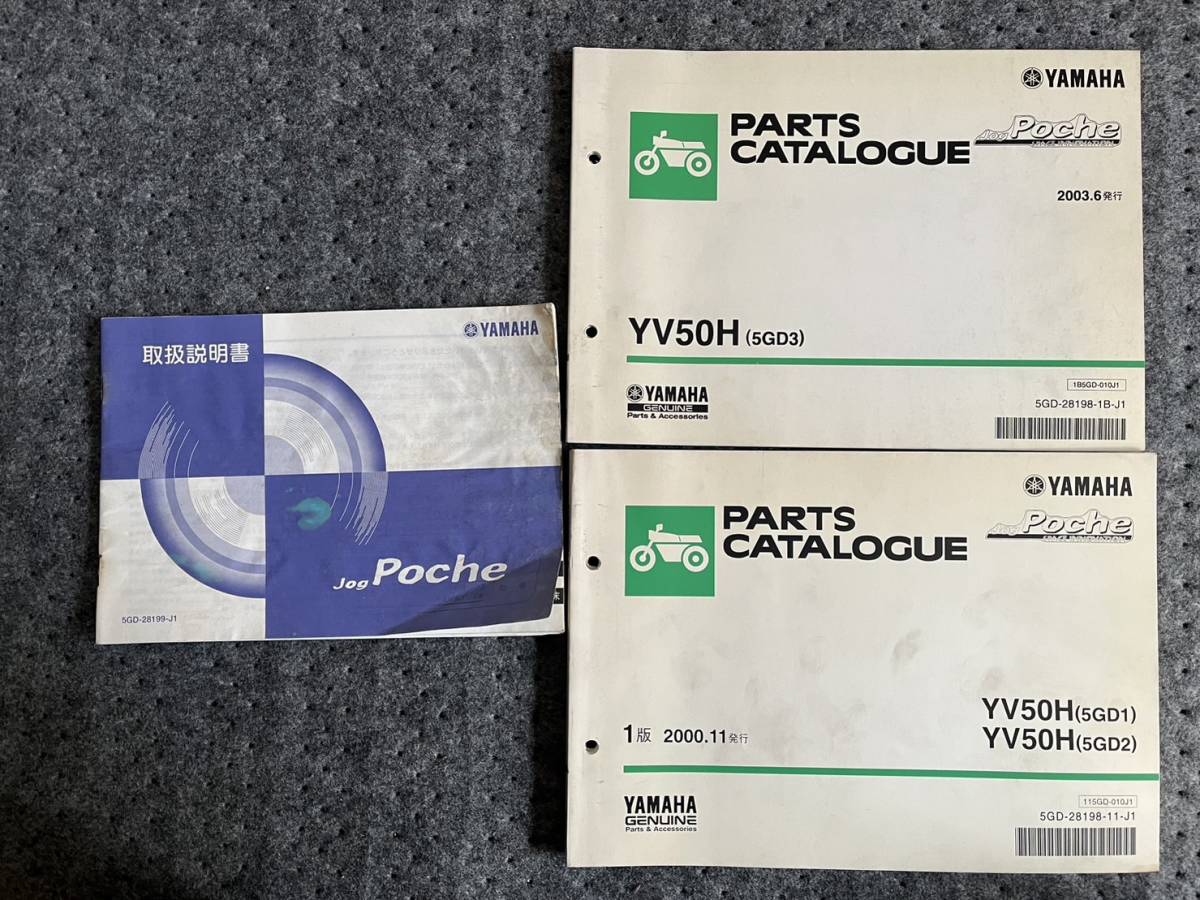 YAMAHA
取扱説明書
Jog Poche
5GD-28199-J1
YAMAHA
PARTS
CATALOGUE
Jog Poche
2003.6発行
YV50H (5GD3)
YAMAHA
GENUINE
Parts & Accessories
1B5GD-010J1
5GD-28198-1B-J1
YAMAHA
PARTS
CATALOGUE
Jog Poche
YV50H(5GD1)
YV50H(5GD2)
1版 2000.11発行
YAMAHA
GENUINE
Parts & Accessories
115GD-010J1
5GD-28198-11-J1